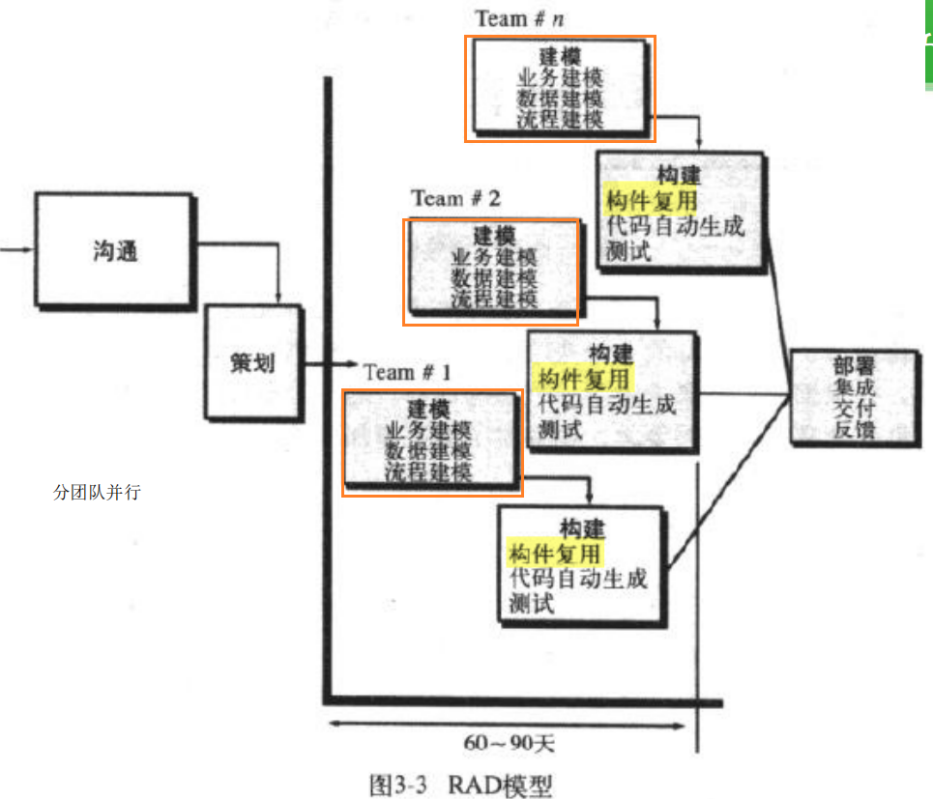 Team # n
建模
业务建模
数据建模
流程建模
构建
构件复用
代码自动生成
测试
Team # 2
建模
业务建模
数据建模
流程建模
构建
构件复用
代码自动生成
测试
沟通
策划
Team # 1
建模
业务建模
数据建模
流程建模
构建
构件复用
代码自动生成
测试
部署
集成
交付
反馈
分团队并行
60~90天
图3-3 RAD模型